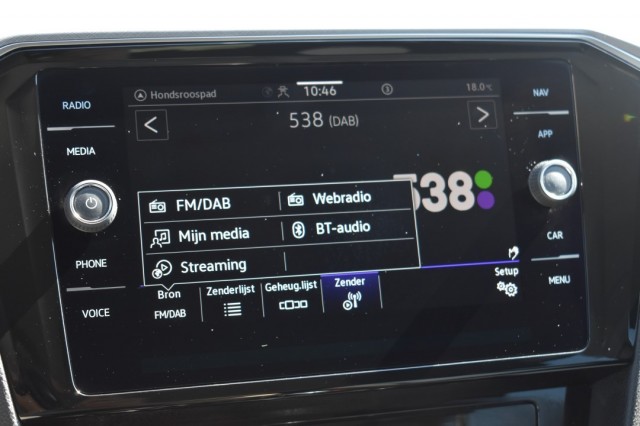 RADIO
MEDIA
PHONE
VOICE
Hondsroospad
10:46
18.0°C
538 (DAB)
538
FM/DAB
Webradio
Mijn media
BT-audio
Streaming
Bron
FM/DAB
Zenderlijst
Geheug.lijst
Zender
Setup
NAV
APP
CAR
MENU